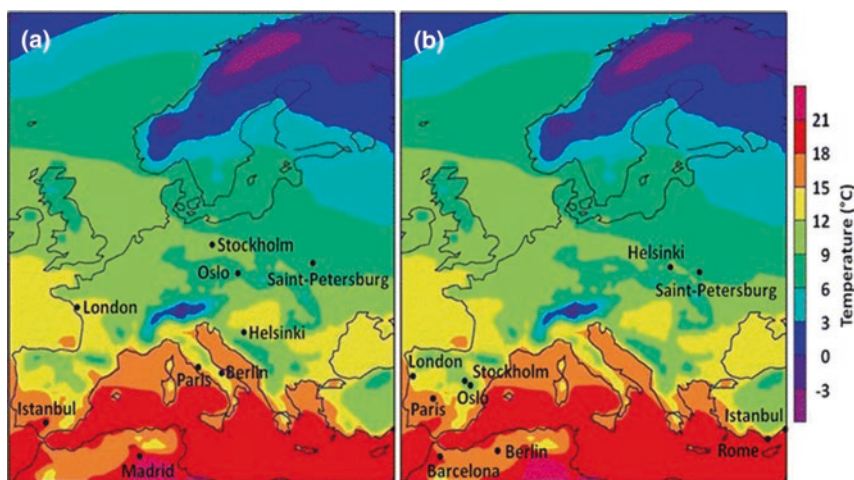 (a)
Stockholm
Oslo
Saint-Petersburg
London
Helsinki
Paris
Berlin
Istanbul
Madrid
(b)
Helsinki
Saint-Petersburg
London
Stockholm
Oslo
Paris
Istanbul
Berlin
Rome
Barcelona
21
18
15
12
9
6
3
0
-3
Temperature (°C)